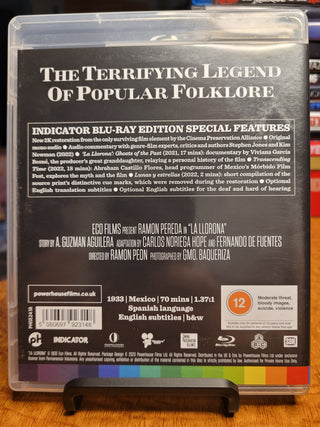 THE TERRIFYING LEGEND
OF POPULAR FOLKLORE
INDICATOR BLU-RAY EDITION SPECIAL FEATURES
New 2K restoration from the only surviving film element by the Cinema Preservation Alliance • Original
mono audio • Audio commentary with genre-film experts, critics and authors Stephen Jones and Kim
Newman (2023) • 'La Llorona': Ghosts of the Past (2021, 17 mins): documentary by Viviana García
Besné, the producer's great granddaughter, relaying a personal history of the film • Transcending
Time (2022, 18 mins): Abraham Castillo Flores, head programmer of Mexico's Mórbido Film
Fest, explores the myth and the film • Lunas y estrellas (2022, 2 mins): short compilation of the
source print's distinctive cue marks, which were removed during the restoration • Optional
English translation subtitles • Optional English subtitles for the deaf and hard of hearing
ECO FILMS PRESENT RAMON PEREDA IN "LA LLORONA"
STORY BY A. GUZMAN AGUILERA ADAPTATION BY CARLOS NORIEGA HOPE AND FERNANDO DE FUENTES
DIRECTED BY RAMON PEON PHOTOGRAPHED BY GMO. BAQUERIZA
powerhousefilms.co.uk
1933 | Mexico | 70 mins | 1.37:1
Spanish language
English subtitles | b&w
12
Moderate threat,
bloody images,
suicide, violence
5 060697 923148
pH INDICATOR
Blu-ray Disc